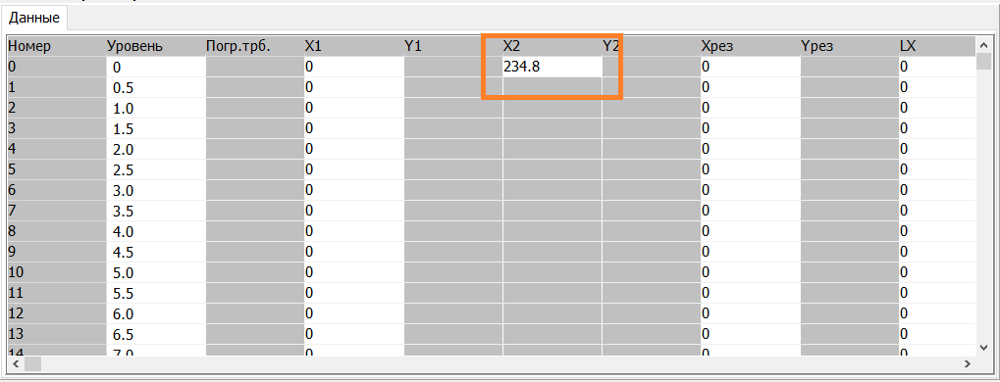 Данные
Номер Уровень Погр.трб. X1 Y1 X2 Y2 Xрез Yрез LX
0 0 0 234.8 0 0
1 0.5 0 0 0
2 1.0 0 0 0
3 1.5 0 0 0
4 2.0 0 0 0
5 2.5 0 0 0
6 3.0 0 0 0
7 3.5 0 0 0
8 4.0 0 0 0
9 4.5 0 0 0
10 5.0 0 0 0
11 5.5 0 0 0
12 6.0 0 0 0
13 6.5 0 0 0
14 7.0 0 0 0